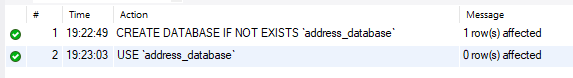 # Time Action Message
1 19:22:49 CREATE DATABASE IF NOT EXISTS `address_database` 1 row(s) affected
2 19:23:03 USE `address_database` 0 row(s) affected